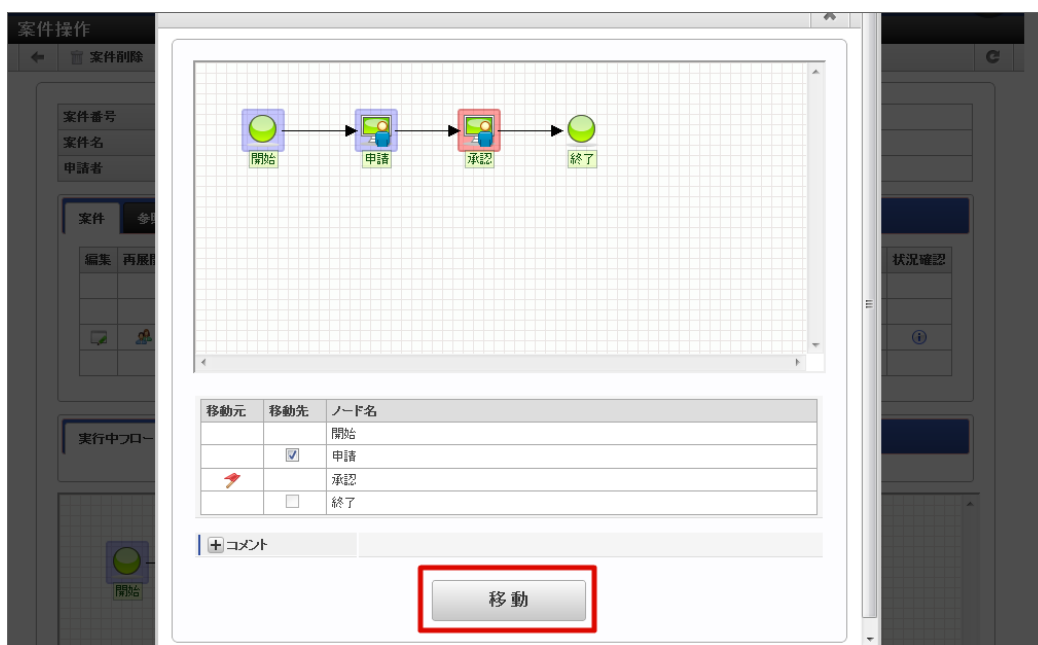 案件操作
案件削除
案件番号
案件名
申請者
案件
編集 再展
状況確認
実行中フロー
開始
開始 申請 承認 終了
移動元 移動先 ノード名
開始
申請
承認
終了
コメント
移動